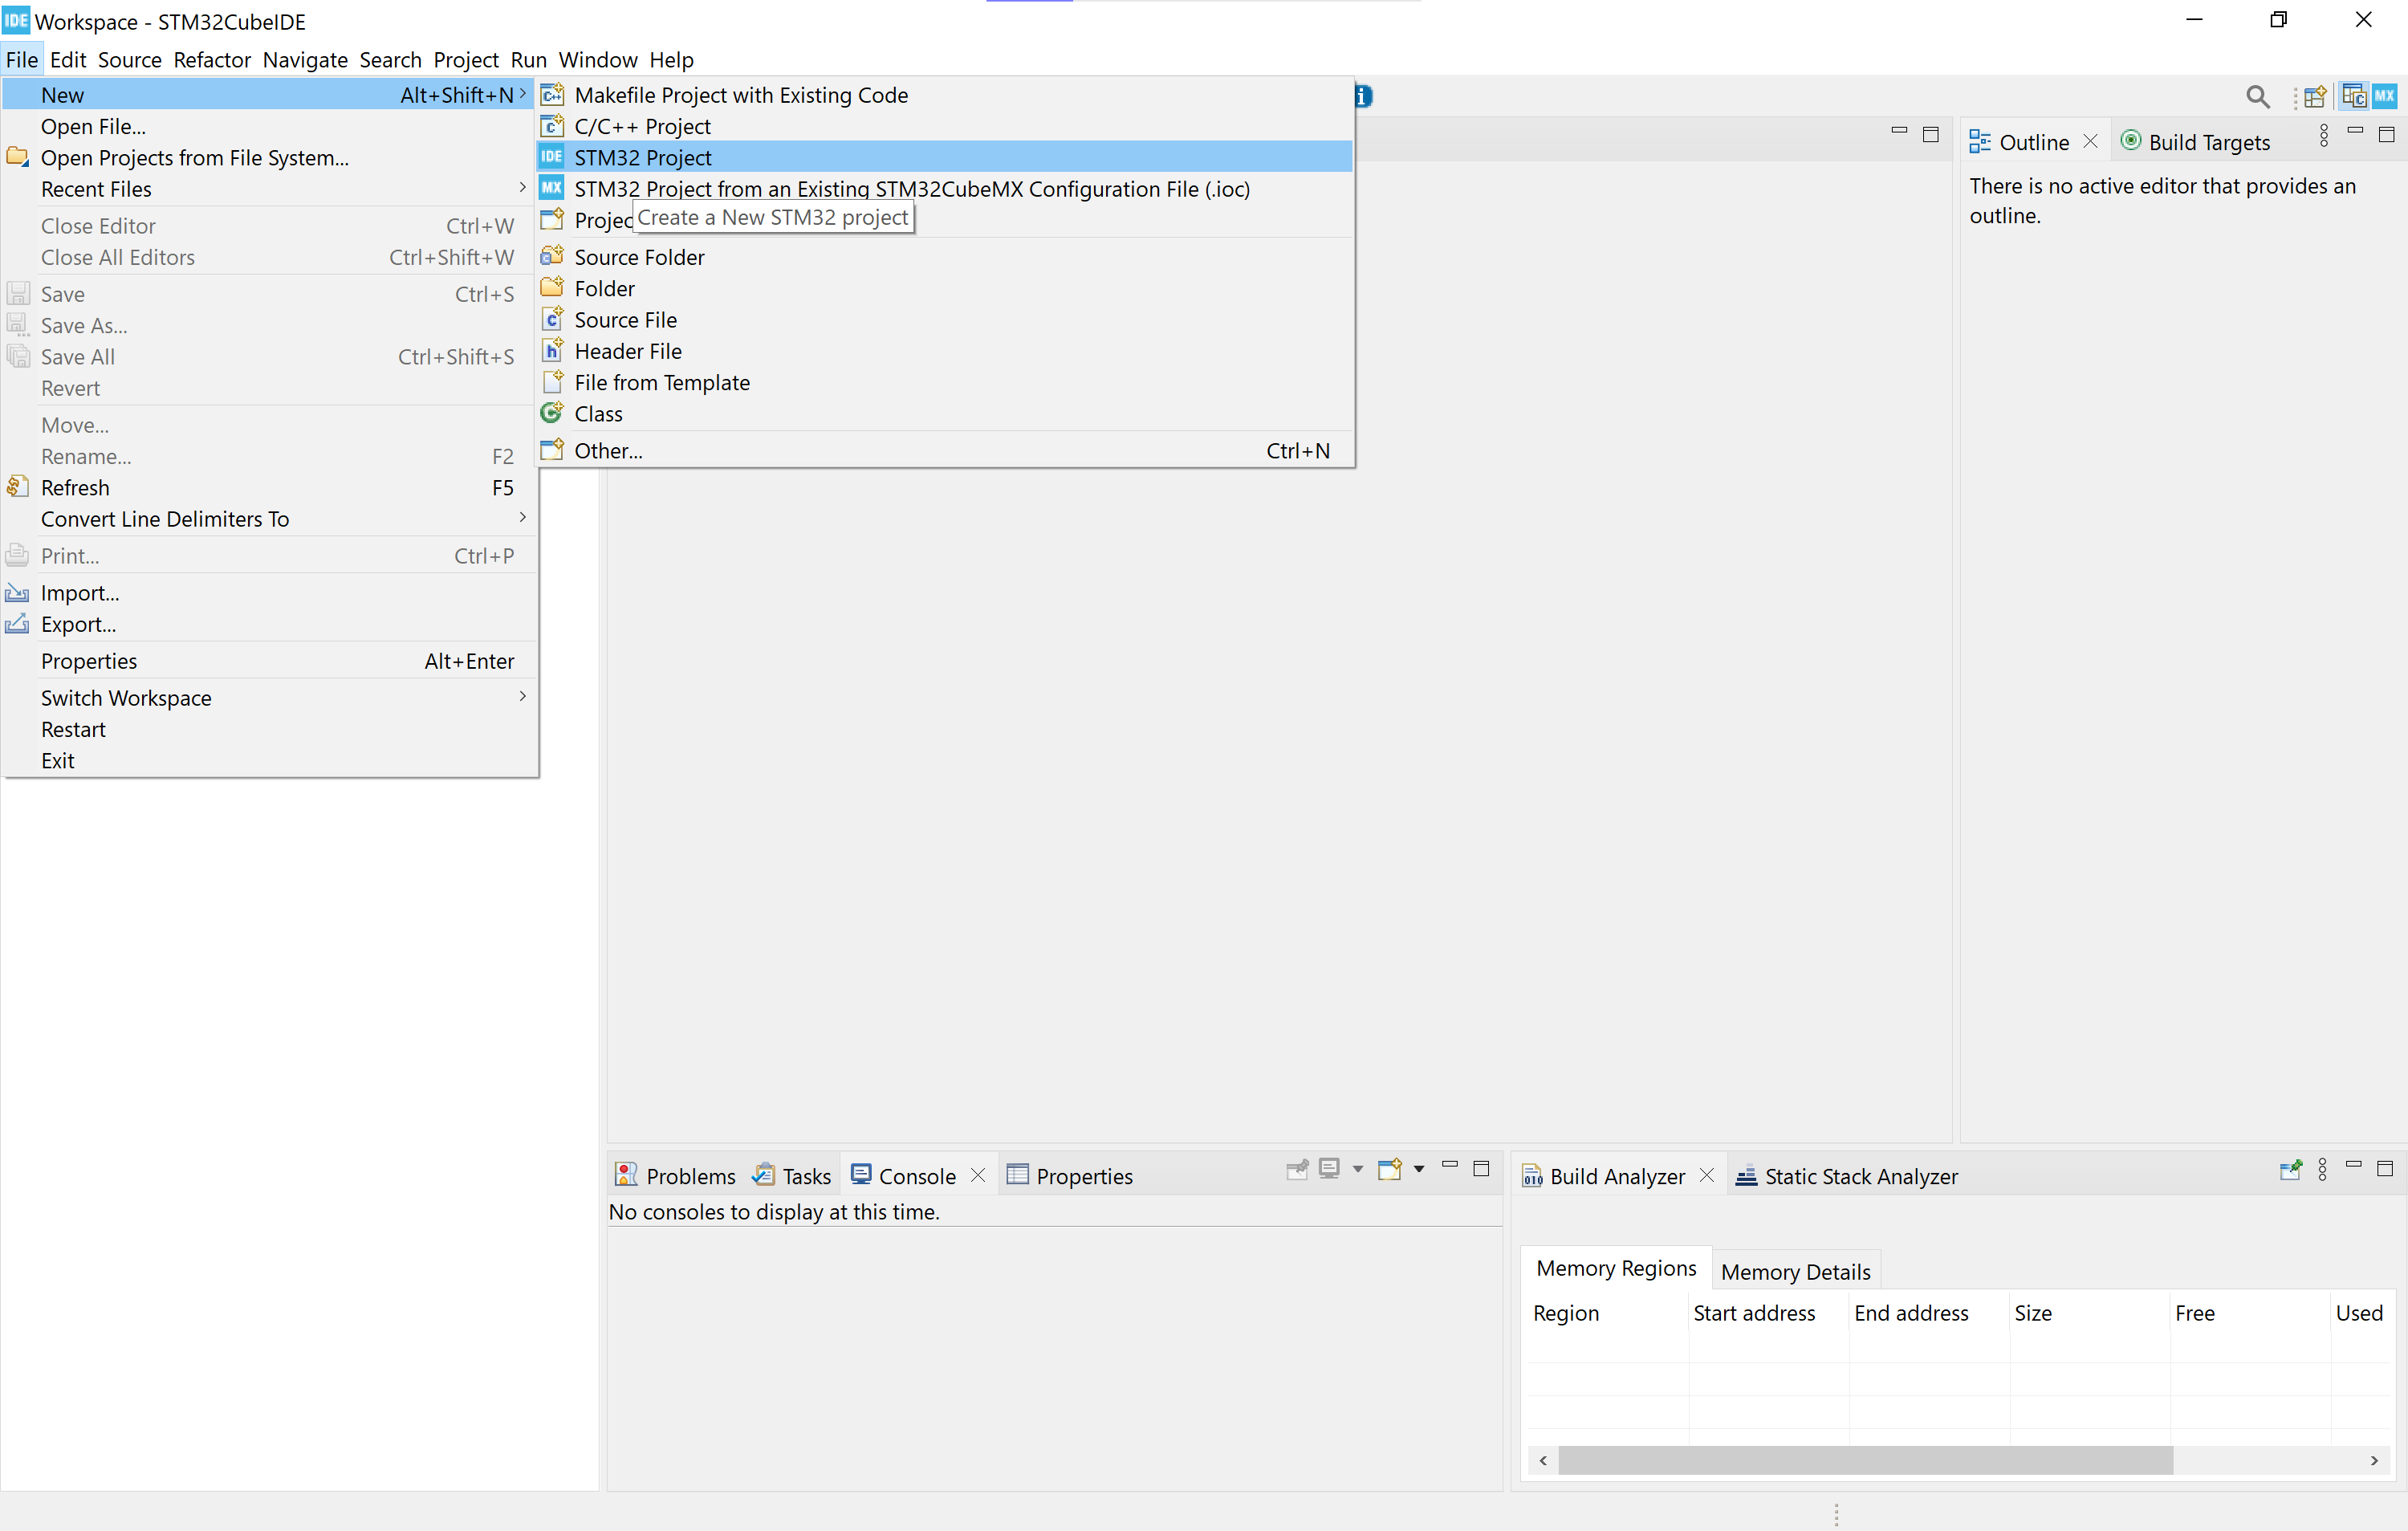 IDE Workspace - STM32CubeIDE
File Edit Source Refactor Navigate Search Project Run Window Help
New Alt+Shift+N
Open File...
Open Projects from File System...
Recent Files
Close Editor Ctrl+W
Close All Editors Ctrl+Shift+W
Save Ctrl+S
Save As...
Save All Ctrl+Shift+S
Revert
Move...
Rename... F2
Refresh F5
Convert Line Delimiters To
Print... Ctrl+P
Import...
Export...
Properties Alt+Enter
Switch Workspace
Restart
Exit
Makefile Project with Existing Code
C/C++ Project
IDE STM32 Project
MX STM32 Project from an Existing STM32CubeMX Configuration File (.ioc)
Projec
Create a New STM32 project
Source Folder
Folder
Source File
Header File
File from Template
Class
Other... Ctrl+N
MX
Outline Build Targets
There is no active editor that provides an
outline.
Problems Tasks Console Properties
No consoles to display at this time.
Build Analyzer Static Stack Analyzer
Memory Regions Memory Details
Region Start address End address Size Free Used